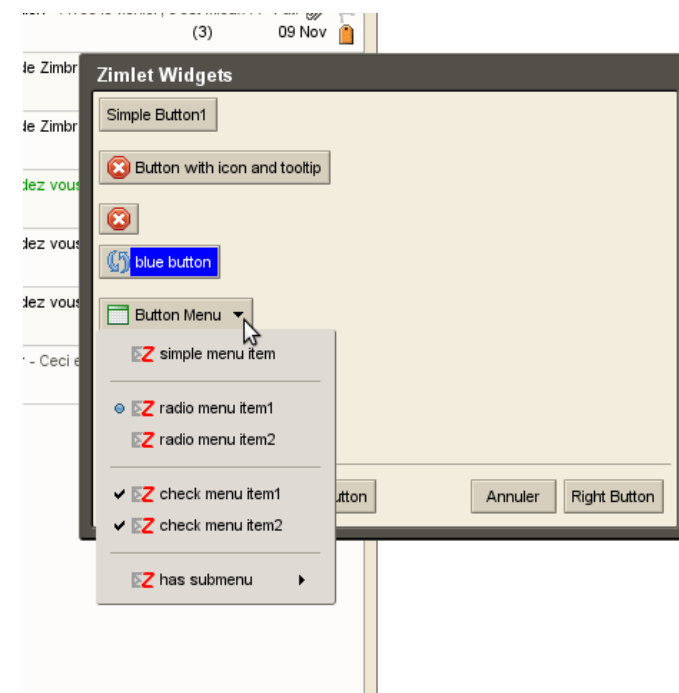 (3) 09 Nov
de Zimbr
Zimlet Widgets
Simple Button1
de Zimbr
Button with icon and tooltip
dez vous
dez vous
blue button
dez vous
Button Menu
simple menu item
- Ceci e
radio menu item1
radio menu item2
check menu item1
utton
Annuler
Right Button
check menu item2
has submenu